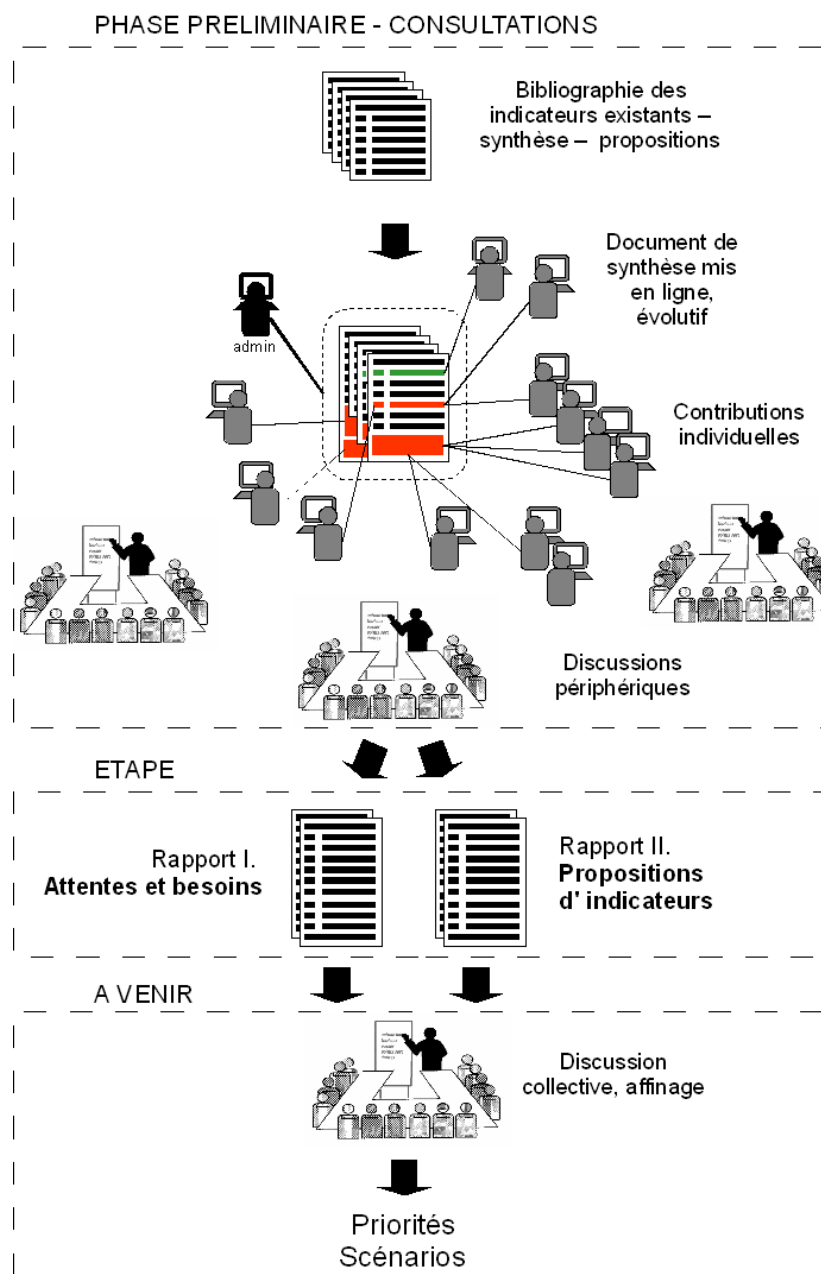 PHASE PRELIMINAIRE - CONSULTATIONS
Bibliographie des
indicateurs existants –
synthèse – propositions
Document de
synthèse mis
en ligne,
évolutif
admin
Contributions
individuelles
Discussions
périphériques
ETAPE
Rapport I.
Attentes et besoins
Rapport II.
Propositions
d' indicateurs
A VENIR
Discussion
collective, affinage
Priorités
Scénarios